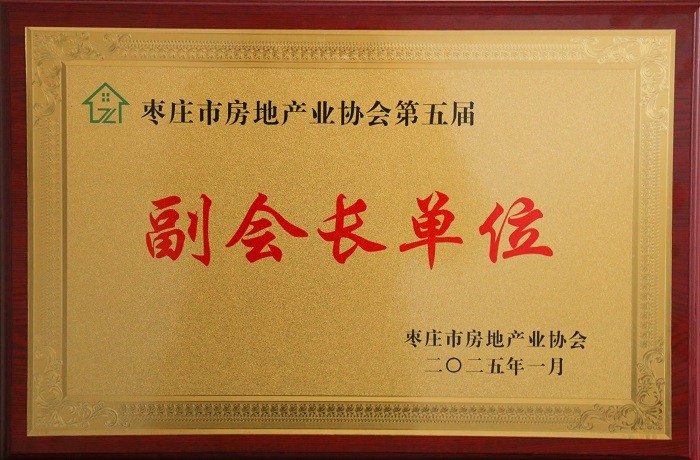 枣庄市房地产业协会第五届
副会长单位
枣庄市房地产业协会
二〇二五年一月